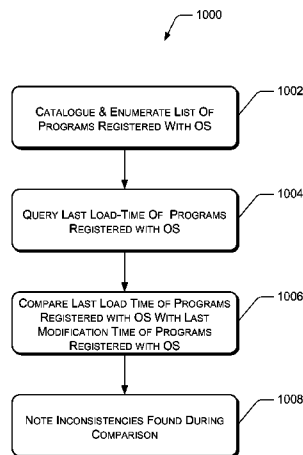 1000
CATALOGUE & ENUMERATE LIST OF
PROGRAMS REGISTERED WITH OS
1002
QUERY LAST LOAD-TIME OF PROGRAMS
REGISTERED WITH OS
1004
COMPARE LAST LOAD TIME OF PROGRAMS
REGISTERED WITH OS WITH LAST
MODIFICATION TIME OF PROGRAMS
REGISTERED WITH OS
1006
NOTE INCONSISTENCIES FOUND DURING
COMPARISON
1008